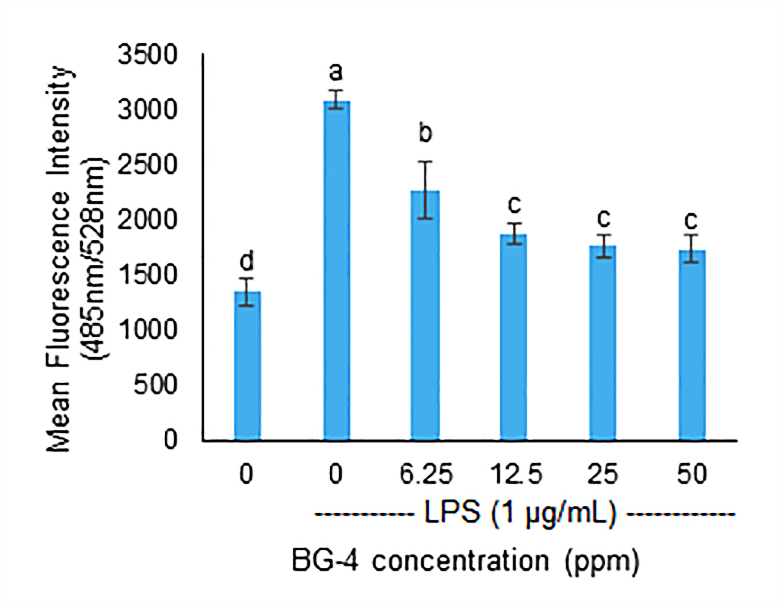 Mean Fluorescence Intensity
(485nm/528nm)
3500
3000
2500
2000
1500
1000
500
0
d
a
b
c
c
c
0 0 6.25 12.5 25 50
----------- LPS (1 µg/mL) ------------
BG-4 concentration (ppm)